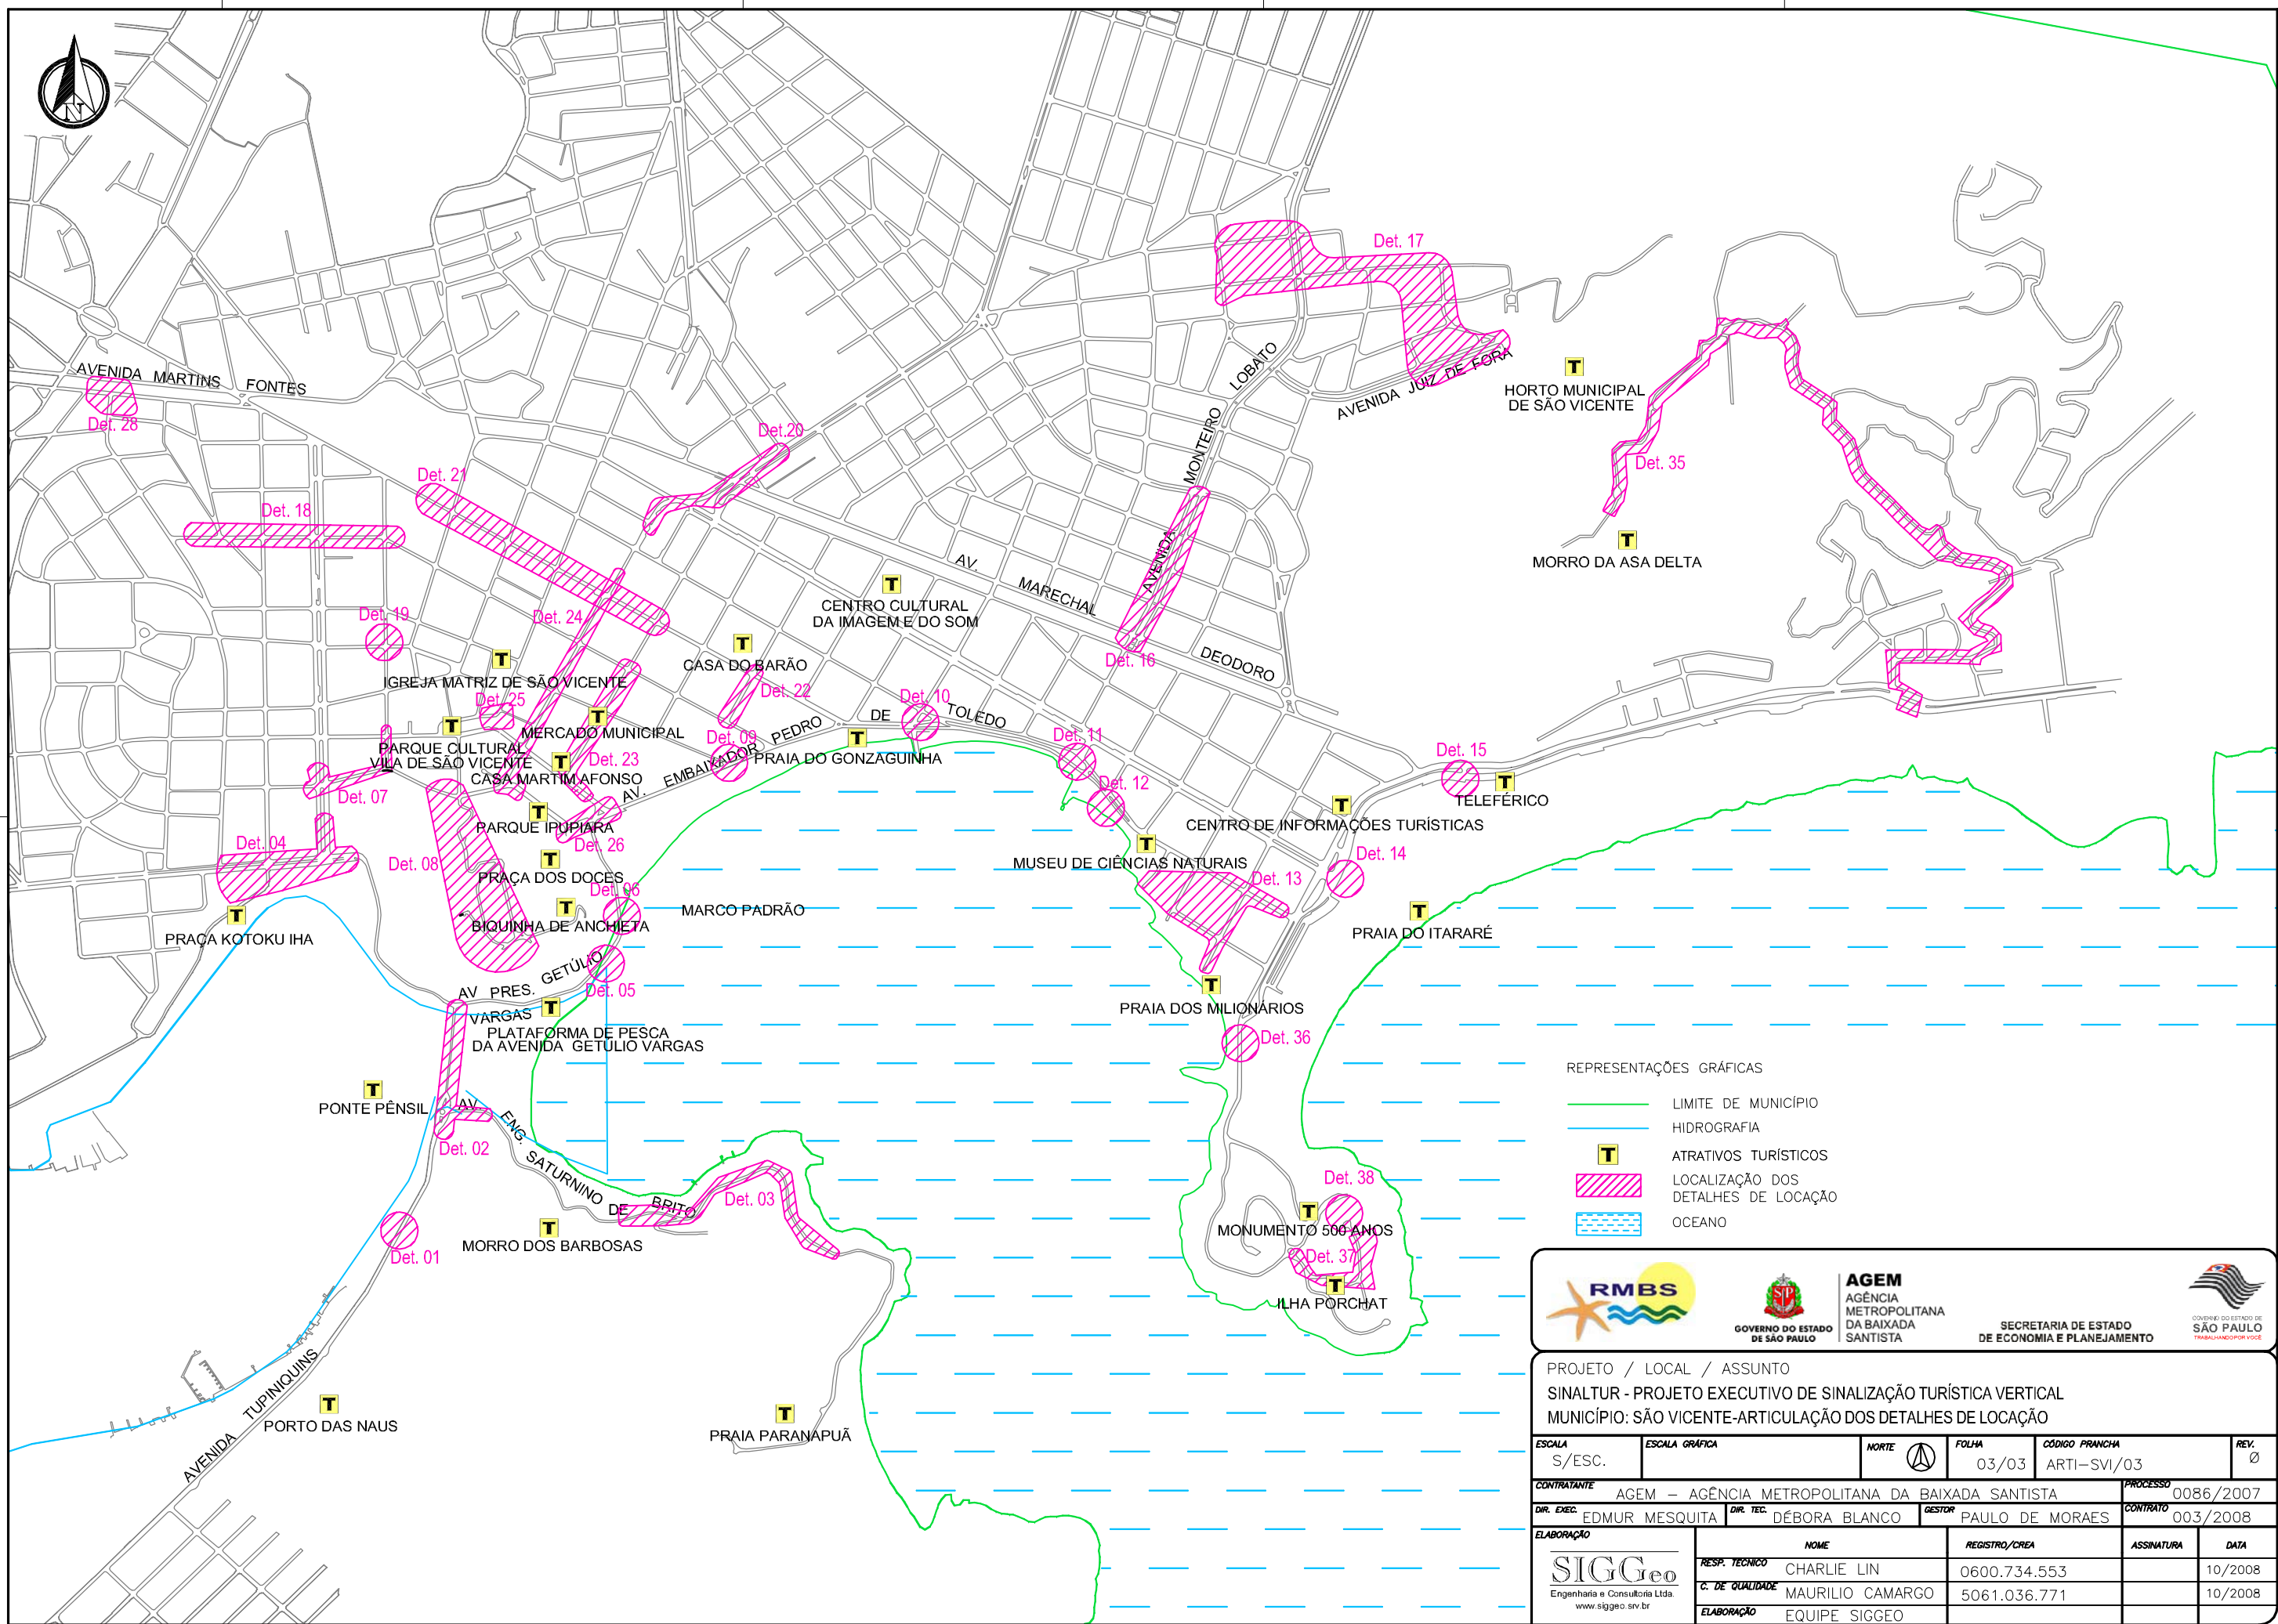 N
Det. 17
AVENIDA MARTINS FONTES
Det. 28
MONTEIRO LOBATO
AVENIDA
AVENIDA JUIZ DE FORA
HORTO MUNICIPAL
DE SÃO VICENTE
Det.20
Det. 21
Det. 18
Det. 35
MORRO DA ASA DELTA
AV. MARECHAL DEODORO
CENTRO CULTURAL
DA IMAGEM E DO SOM
Det. 19
Det. 24
CASA DO BARÃO
Det. 16
IGREJA MATRIZ DE SÃO VICENTE
Det. 22
Det. 25
Det. 10
MERCADO MUNICIPAL
AV. EMBAIXADOR PEDRO DE TOLEDO
Det. 09
Det. 11
Det. 15
PARQUE CULTURAL
VILA DE SÃO VICENTE
Det. 23
PRAIA DO GONZAGUINHA
CASA MARTIM AFONSO
Det. 12
TELEFÉRICO
Det. 07
PARQUE IPUPIARA
CENTRO DE INFORMAÇÕES TURÍSTICAS
Det. 04
Det. 26
Det. 08
MUSEU DE CIÊNCIAS NATURAIS
Det. 14
PRAÇA DOS DOCES
Det. 13
Det. 06
MARCO PADRÃO
BIQUINHA DE ANCHIETA
PRAÇA KOTOKU IHA
PRAIA DO ITARARÉ
AV PRES. GETÚLIO
VARGAS
Det. 05
PLATAFORMA DE PESCA
DA AVENIDA GETÚLIO VARGAS
PRAIA DOS MILIONÁRIOS
Det. 36
PONTE PÊNSIL
AV ENG. SATURNINO DE BRITO
Det. 02
Det. 03
Det. 38
MONUMENTO 500 ANOS
MORRO DOS BARBOSAS
Det. 01
Det. 37
ILHA PORCHAT
AVENIDA TUPINIQUINS
PORTO DAS NAUS
PRAIA PARANAPUÃ
REPRESENTAÇÕES GRÁFICAS
LIMITE DE MUNICÍPIO
HIDROGRAFIA
T ATRATIVOS TURÍSTICOS
LOCALIZAÇÃO DOS
DETALHES DE LOCAÇÃO
OCEANO
RMBS
SP
GOVERNO DO ESTADO
DE SÃO PAULO
AGEM
AGÊNCIA
METROPOLITANA
DA BAIXADA
SANTISTA
SECRETARIA DE ESTADO
DE ECONOMIA E PLANEJAMENTO
GOVERNO DO ESTADO DE
SÃO PAULO
TRABALHANDO POR VOCÊ
PROJETO / LOCAL / ASSUNTO
SINALTUR - PROJETO EXECUTIVO DE SINALIZAÇÃO TURÍSTICA VERTICAL
MUNICÍPIO: SÃO VICENTE-ARTICULAÇÃO DOS DETALHES DE LOCAÇÃO
ESCALA S/ESC. ESCALA GRÁFICA NORTE FOLHA 03/03 CÓDIGO PRANCHA ARTI-SVI/03 REV. Ø
CONTRATANTE AGEM - AGÊNCIA METROPOLITANA DA BAIXADA SANTISTA PROCESSO 0086/2007
DIR. EXEC. EDMUR MESQUITA DIR. TEC. DÉBORA BLANCO GESTOR PAULO DE MORAES CONTRATO 003/2008
ELABORAÇÃO NOME REGISTRO/CREA ASSINATURA DATA
SIGGeo
Engenharia e Consultoria Ltda.
www.siggeo.srv.br
RESP. TECNICO CHARLIE LIN 0600.734.553 10/2008
C. DE QUALIDADE MAURILIO CAMARGO 5061.036.771 10/2008
ELABORAÇÃO EQUIPE SIGGEO